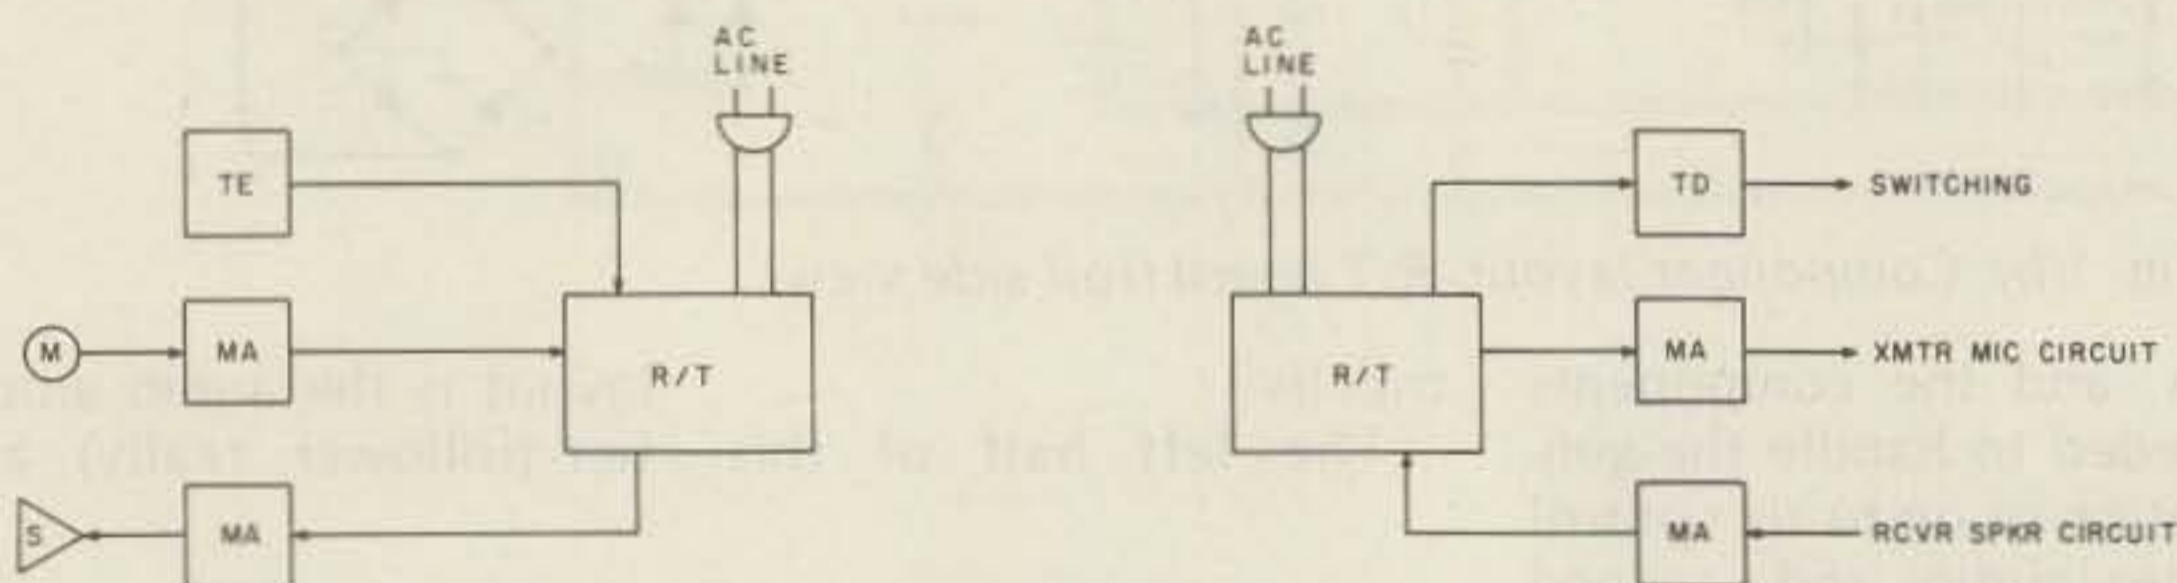 AC
LINE
AC
LINE
TE
TD
SWITCHING
M
MA
R/T
R/T
MA
XMTR MIC CIRCUIT
S
MA
MA
RCVR SPKR CIRCUIT